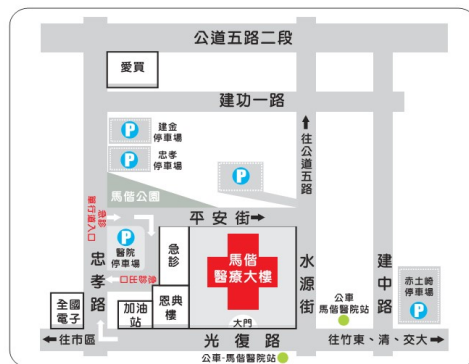 公道五路二段
愛買
建功一路
P
建金
停車場
P
忠孝
停車場
P
往公道五路
馬偕公園
急診
單行道入口
平安街
P
醫院
停車場
急診
馬偕
醫療大樓
忠孝路
水源街
建中路
P
赤土崎
停車場
公車
馬偕醫院站
全國
電子
加油站
恩典樓
大門
往市區
光復路
往竹東、清、交大
公車-馬偕醫院站